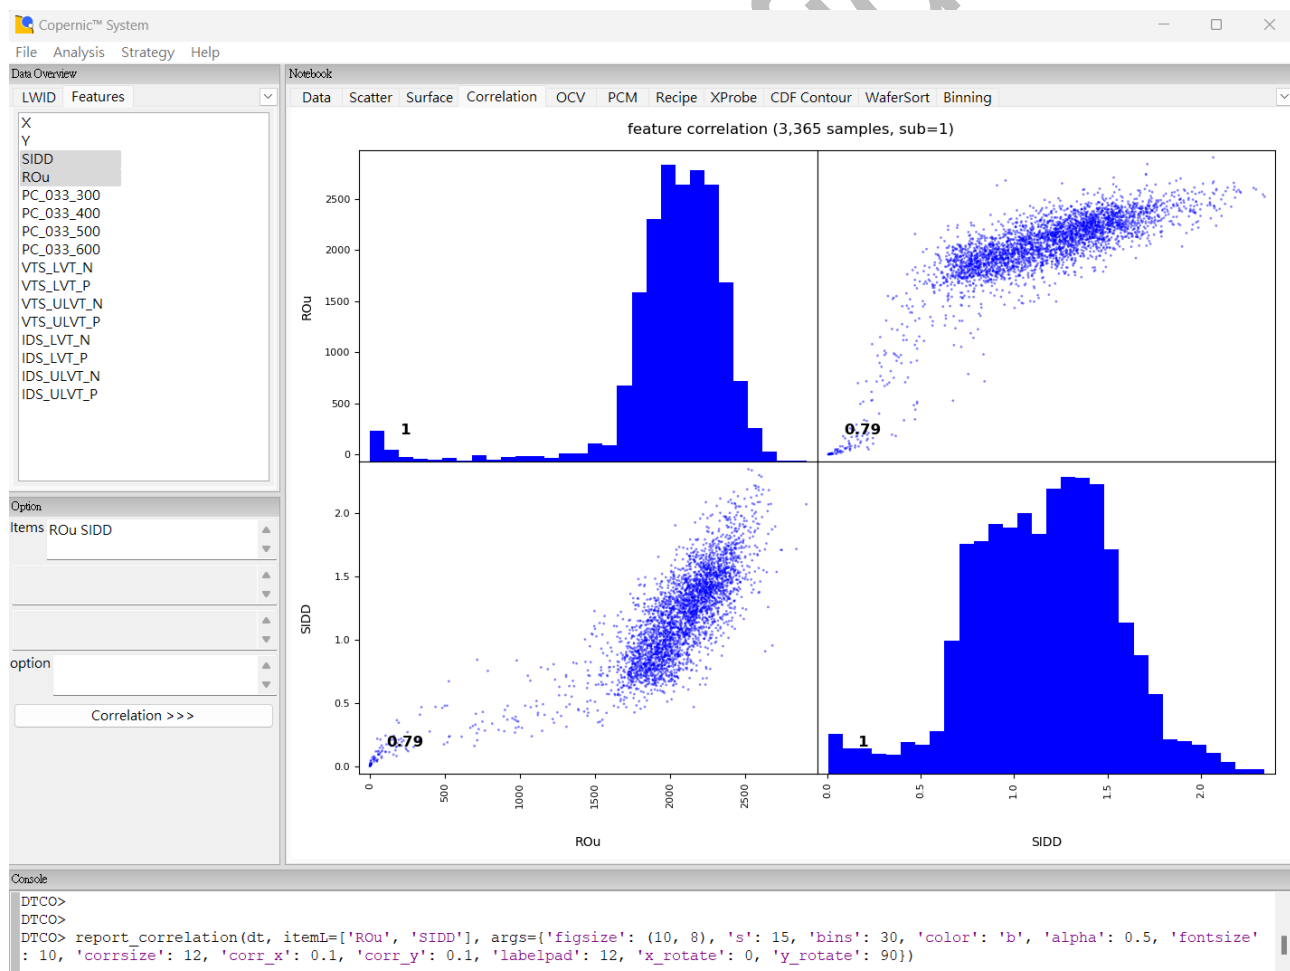 Copernic™ System
File Analysis Strategy Help
Data Overview
LWID Features
X
Y
SIDD
ROu
PC_033_300
PC_033_400
PC_033_500
PC_033_600
VTS_LVT_N
VTS_LVT_P
VTS_ULVT_N
VTS_ULVT_P
IDS_LVT_N
IDS_LVT_P
IDS_ULVT_N
IDS_ULVT_P
Option
Items ROu SIDD
option
Correlation >>>
Notebook
Data Scatter Surface Correlation OCV PCM Recipe XProbe CDF Contour WaferSort Binning
feature correlation (3,365 samples, sub=1)
2500
2000
1500
1000
500
0
ROu
1
0.79
2.0
1.5
1.0
0.5
0.0
SIDD
0.79
1
0 500 1000 1500 2000 2500
0.0 0.5 1.0 1.5 2.0
ROu SIDD
Console
DTCO>
DTCO>
DTCO> report_correlation(dt, itemL=['ROu', 'SIDD'], args={'figsize': (10, 8), 's': 15, 'bins': 30, 'color': 'b', 'alpha': 0.5, 'fontsize'
: 10, 'corrsize': 12, 'corr_x': 0.1, 'corr_y': 0.1, 'labelpad': 12, 'x_rotate': 0, 'y_rotate': 90})